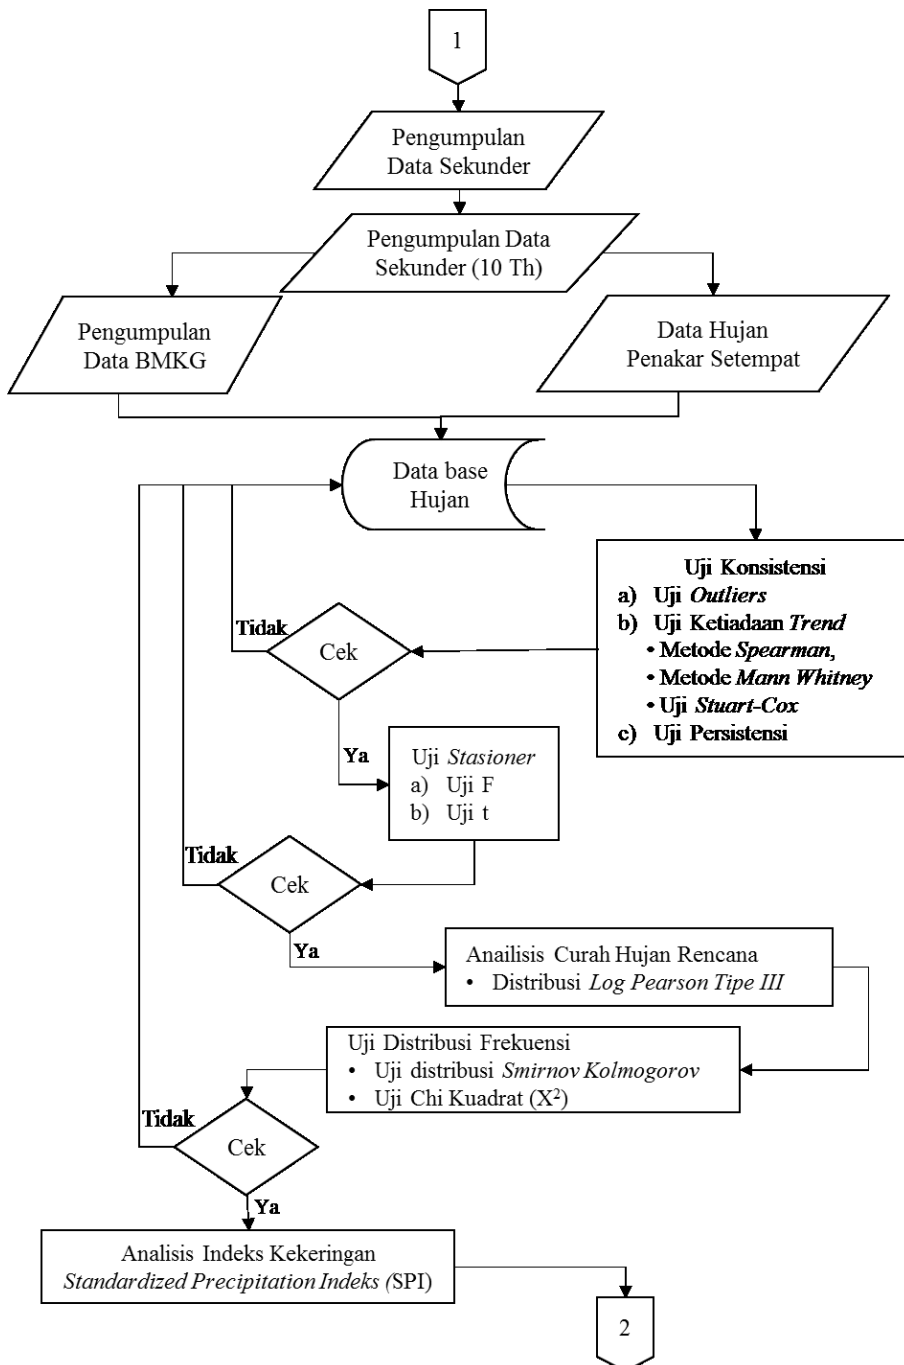 1
Pengumpulan
Data Sekunder
Pengumpulan Data
Sekunder (10 Th)
Pengumpulan
Data BMKG
Data Hujan
Penakar Setempat
Data base
Hujan
Uji Konsistensi
a) Uji Outliers
b) Uji Ketiadaan Trend
• Metode Spearman,
• Metode Mann Whitney
• Uji Stuart-Cox
c) Uji Persistensi
Tidak
Cek
Ya
Uji Stasioner
a) Uji F
b) Uji t
Tidak
Cek
Ya
Anailisis Curah Hujan Rencana
• Distribusi Log Pearson Tipe III
Uji Distribusi Frekuensi
• Uji distribusi Smirnov Kolmogorov
• Uji Chi Kuadrat (X²)
Tidak
Cek
Ya
Analisis Indeks Kekeringan
Standardized Precipitation Indeks (SPI)
2